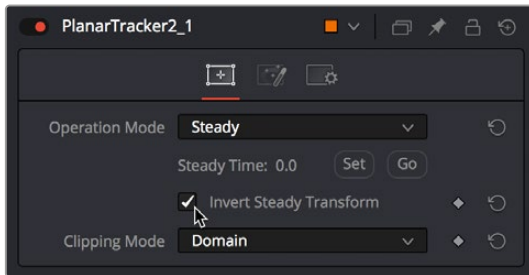 PlanarTracker2_1
Operation Mode Steady
Steady Time: 0.0 Set Go
Invert Steady Transform
Clipping Mode Domain